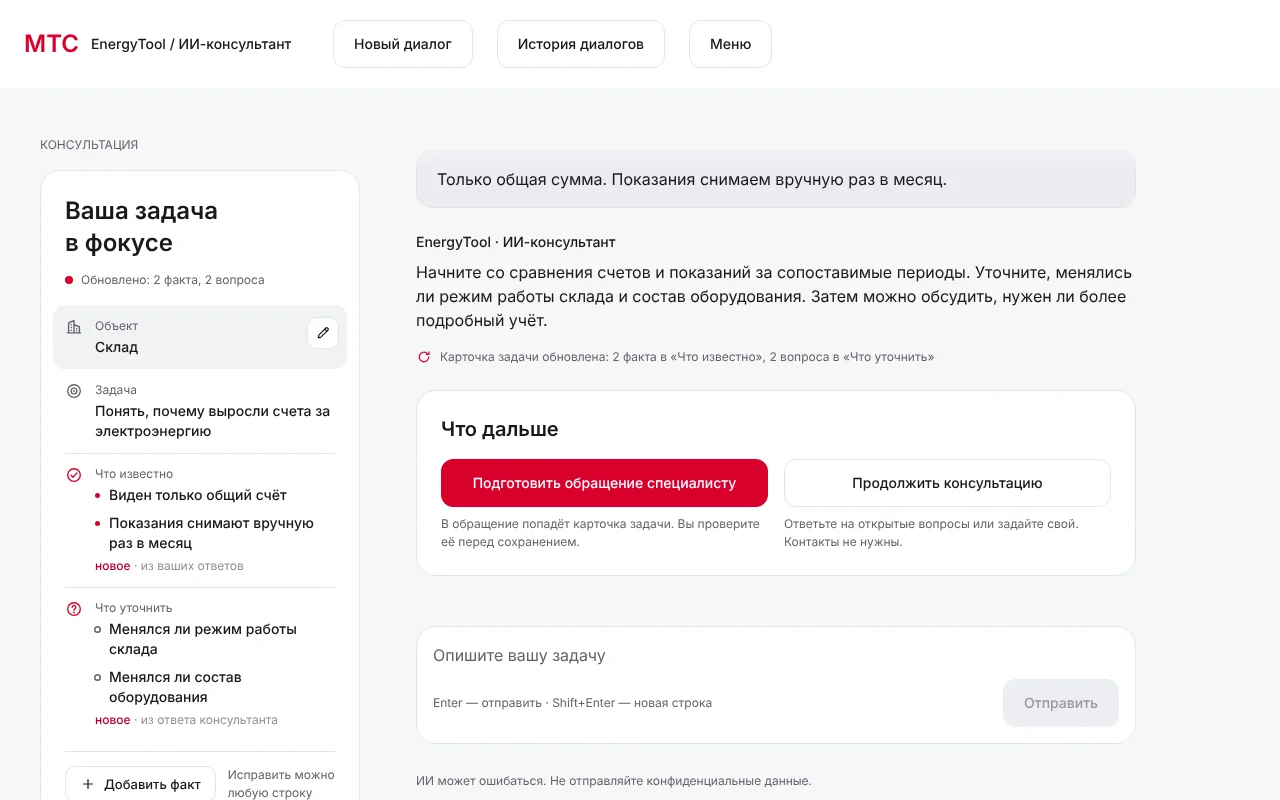 МТС EnergyTool / ИИ-консультант
Новый диалог
История диалогов
Меню
КОНСУЛЬТАЦИЯ
Ваша задача
в фокусе
Обновлено: 2 факта, 2 вопроса
Объект
Склад
Задача
Понять, почему выросли счета за
электроэнергию
Что известно
Виден только общий счёт
Показания снимают вручную
раз в месяц
новое · из ваших ответов
Что уточнить
Менялся ли режим работы
склада
Менялся ли состав
оборудования
новое · из ответа консультанта
+ Добавить факт
Исправить можно
любую строку
Только общая сумма. Показания снимаем вручную раз в месяц.
EnergyTool · ИИ-консультант
Начните со сравнения счетов и показаний за сопоставимые периоды. Уточните, менялись
ли режим работы склада и состав оборудования. Затем можно обсудить, нужен ли более
подробный учёт.
Карточка задачи обновлена: 2 факта в «Что известно», 2 вопроса в «Что уточнить»
Что дальше
Подготовить обращение специалисту
В обращение попадёт карточка задачи. Вы проверите
её перед сохранением.
Продолжить консультацию
Ответьте на открытые вопросы или задайте свой.
Контакты не нужны.
Опишите вашу задачу
Enter — отправить · Shift+Enter — новая строка
Отправить
ИИ может ошибаться. Не отправляйте конфиденциальные данные.